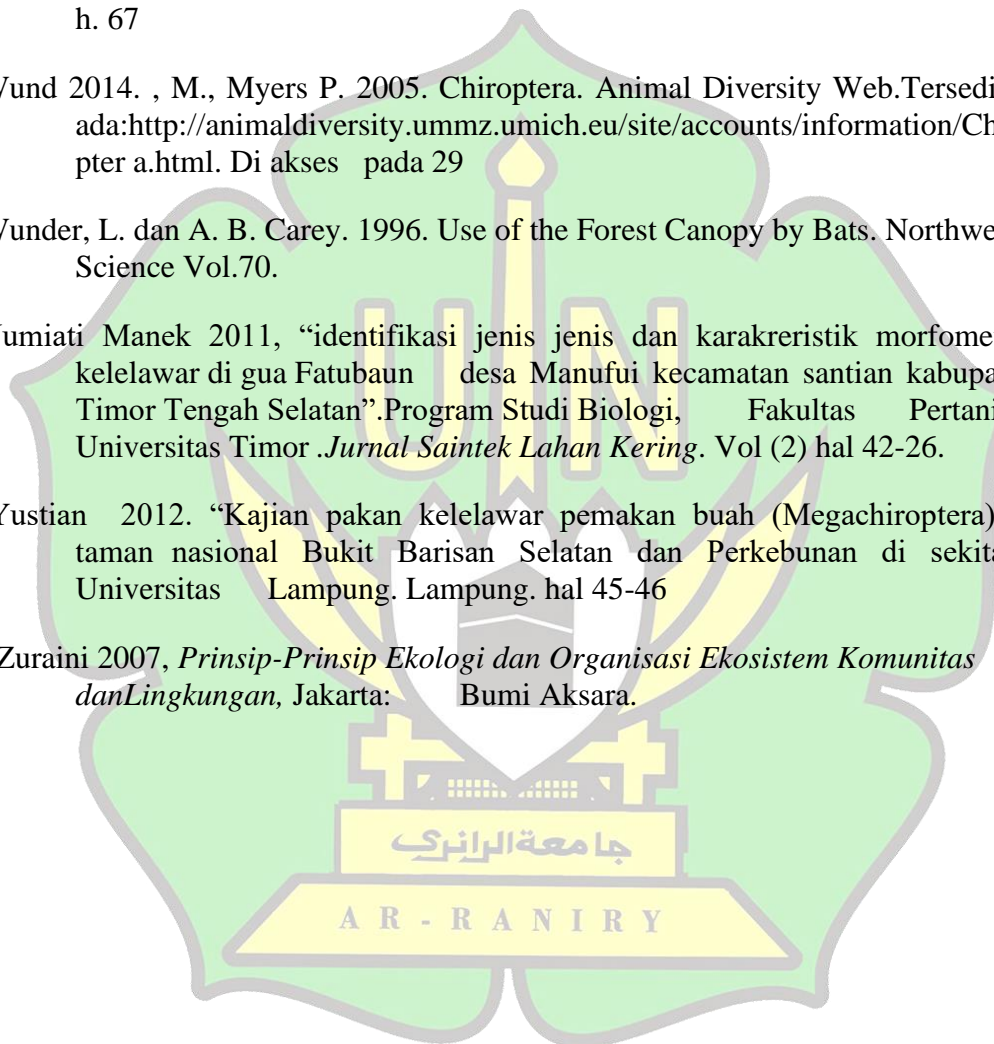 h. 67
Wund 2014. , M., Myers P. 2005. Chiroptera. Animal Diversity Web.Tersedi
ada:http://animaldiversity.ummz.umich.eu/site/accounts/information/Ch
pter a.html. Di akses pada 29
Wunder, L. dan A. B. Carey. 1996. Use of the Forest Canopy by Bats. Northwe
Science Vol.70.
umiati Manek 2011, “identifikasi jenis jenis dan karakreristik morfome
kelelawar di gua Fatubaun desa Manufui kecamatan santian kabupa
Timor Tengah Selatan”.Program Studi Biologi, Fakultas Pertani
Universitas Timor .Jurnal Saintek Lahan Kering. Vol (2) hal 42-26.
Yustian 2012. “Kajian pakan kelelawar pemakan buah (Megachiroptera)
taman nasional Bukit Barisan Selatan dan Perkebunan di sekita
Universitas Lampung. Lampung. hal 45-46
Zuraini 2007, Prinsip-Prinsip Ekologi dan Organisasi Ekosistem Komunitas
danLingkungan, Jakarta: Bumi Aksara.
UIN
جامعةالرانري
AR-RANIRY